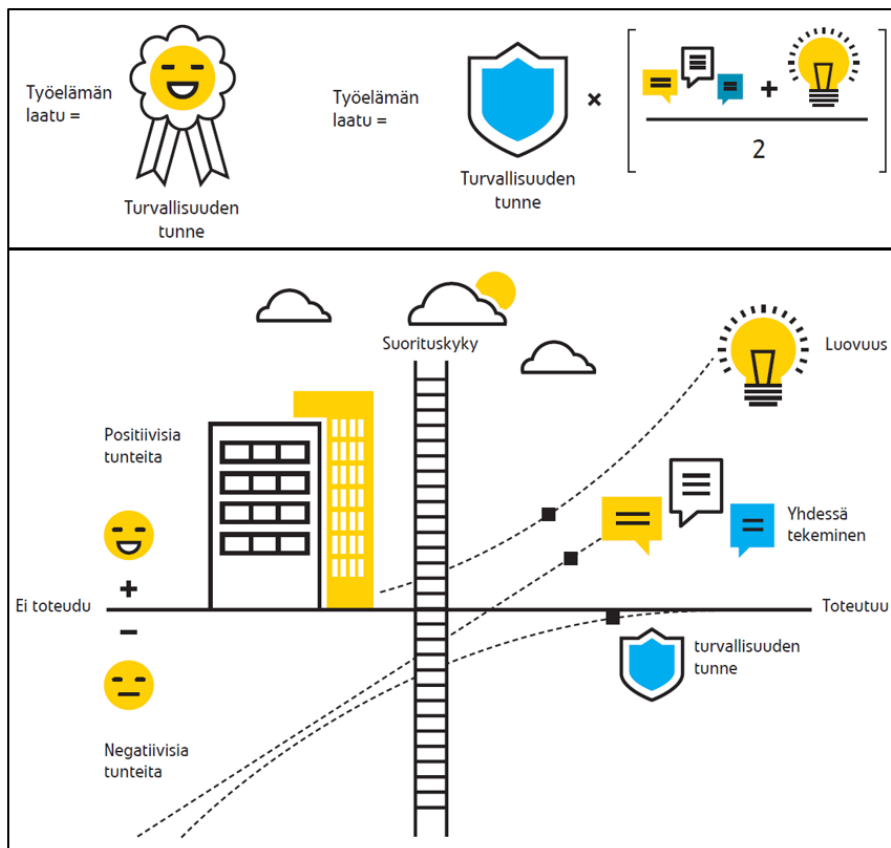 Työelämän
laatu =
Turvallisuuden
tunne
Työelämän
laatu =
Turvallisuuden
tunne
×
+
2
Suorituskyky
Luovuus
Positiivisia
tunteita
+
Yhdessä
tekeminen
Ei toteudu
Toteutuu
−
turvallisuuden
tunne
Negatiivisia
tunteita